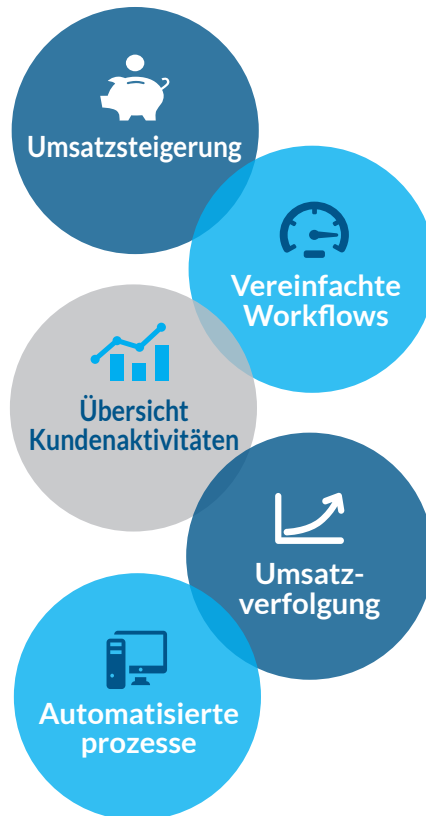 Umsatzsteigerung
Vereinfachte
Workflows
Übersicht
Kundenaktivitäten
Umsatz-
verfolgung
Automatisierte
prozesse